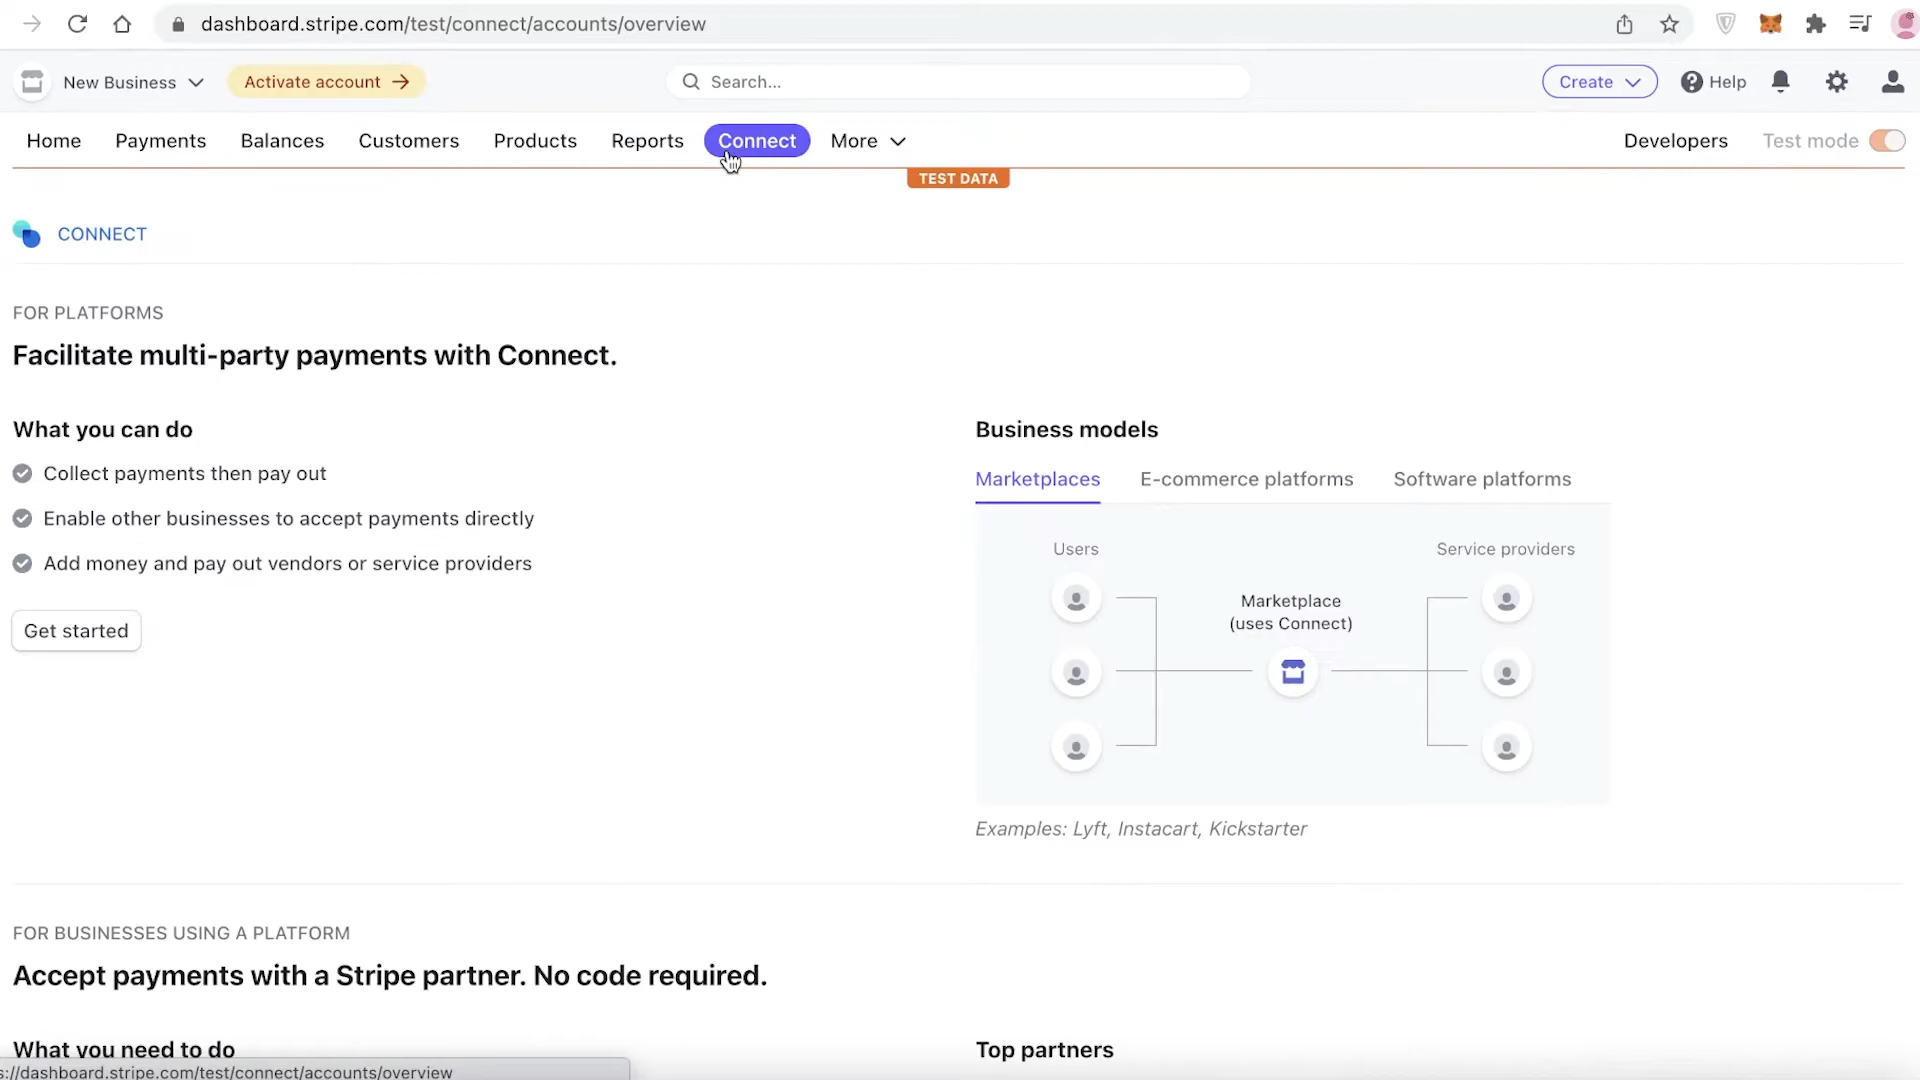 dashboard.stripe.com/test/connect/accounts/overview
New Business
Activate account →
Search...
Create
Help
Home
Payments
Balances
Customers
Products
Reports
Connect
More
Developers
Test mode
TEST DATA
CONNECT
FOR PLATFORMS
Facilitate multi-party payments with Connect.
What you can do
Collect payments then pay out
Enable other businesses to accept payments directly
Add money and pay out vendors or service providers
Get started
Business models
Marketplaces
E-commerce platforms
Software platforms
Users
Service providers
Marketplace
(uses Connect)
Examples: Lyft, Instacart, Kickstarter
FOR BUSINESSES USING A PLATFORM
Accept payments with a Stripe partner. No code required.
What you need to do
Top partners
s://dashboard.stripe.com/test/connect/accounts/overview